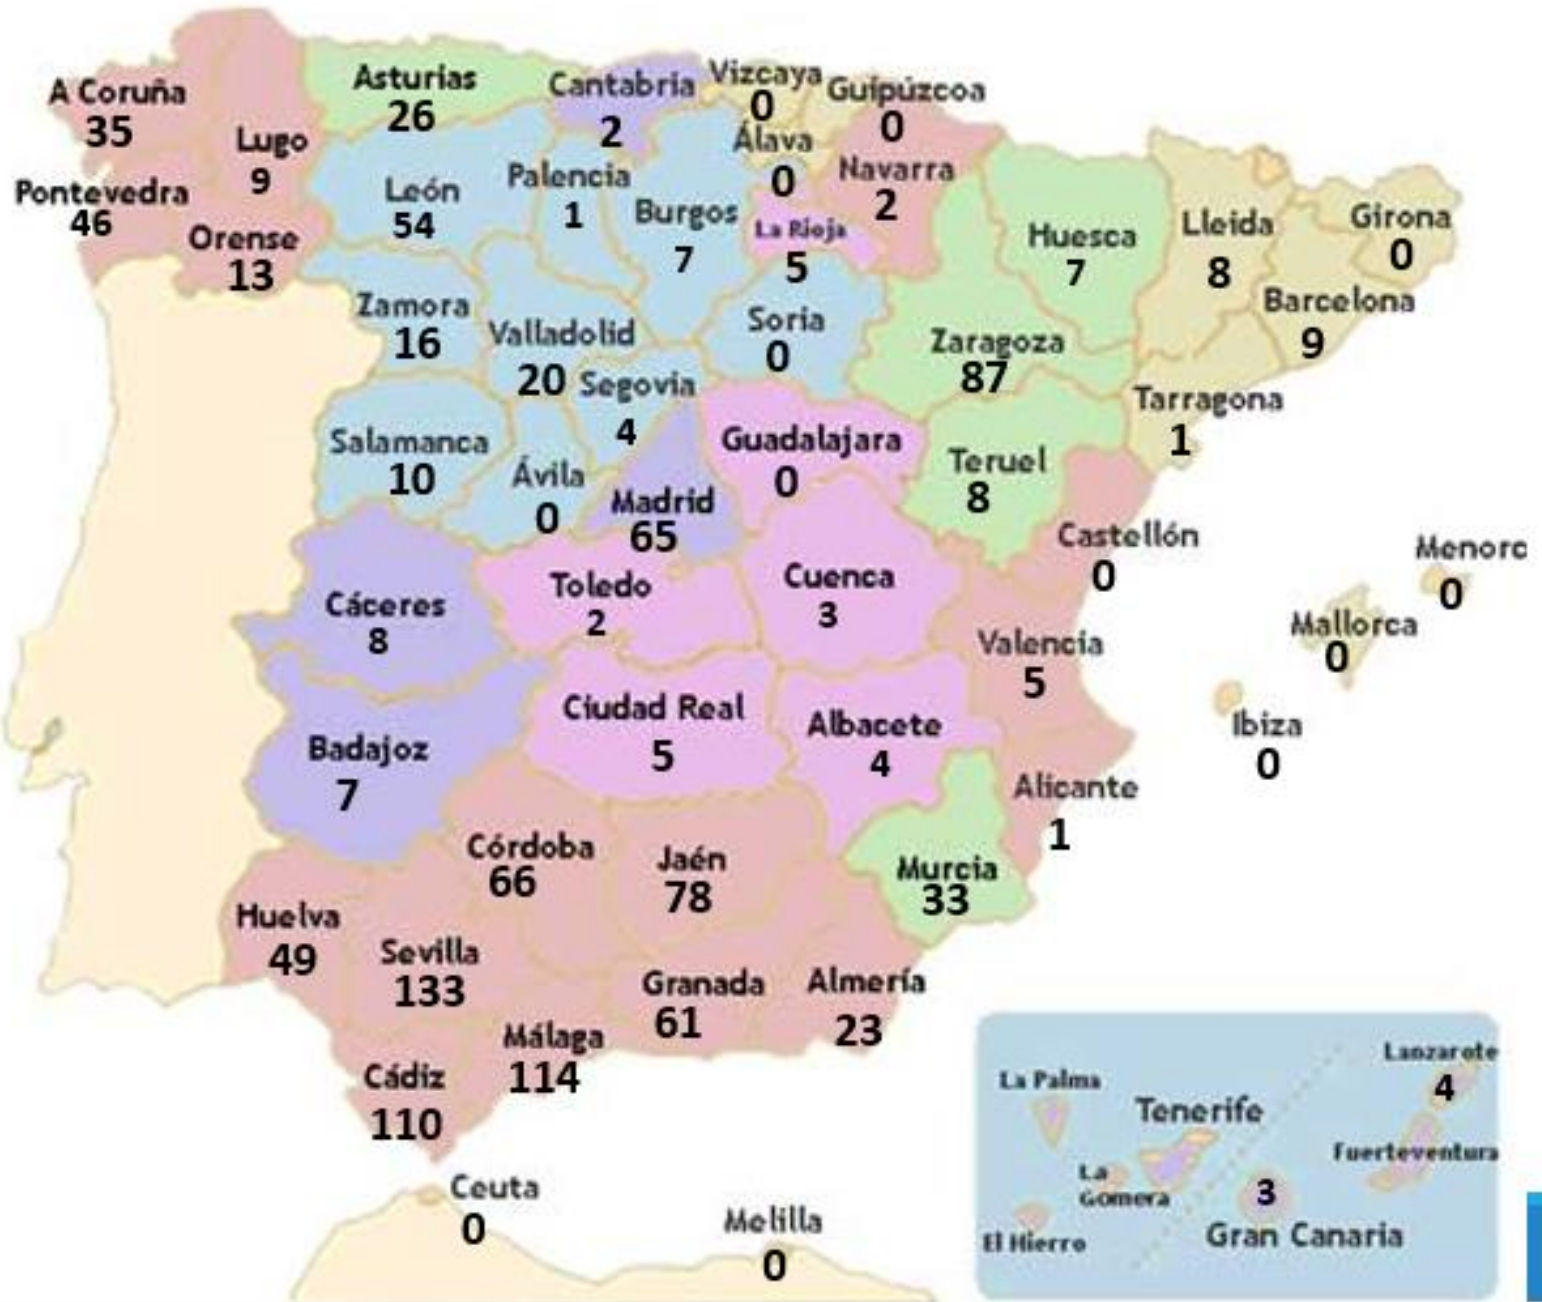 A Coruña
35
Lugo
9
Pontevedra
46
Orense
13
Asturias
26
Cantabria
2
Vizcaya
0
Guipúzcoa
0
Álava
0
Navarra
2
La Rioja
5
León
54
Palencia
1
Burgos
7
Zamora
16
Valladolid
20
Soria
0
Segovia
4
Salamanca
10
Ávila
0
Huesca
7
Zaragoza
87
Teruel
8
Lleida
8
Girona
0
Barcelona
9
Tarragona
1
Madrid
65
Guadalajara
0
Toledo
2
Cuenca
3
Ciudad Real
5
Albacete
4
Cáceres
8
Badajoz
7
Castellón
0
Valencia
5
Alicante
1
Menorc
0
Mallorca
0
Ibiza
0
Murcia
33
Huelva
49
Sevilla
133
Córdoba
66
Jaén
78
Granada
61
Almería
23
Málaga
114
Cádiz
110
Ceuta
0
Melilla
0
La Palma
Tenerife
La
Gomera
El Hierro
Lanzarote
4
Fuerteventura
3
Gran Canaria